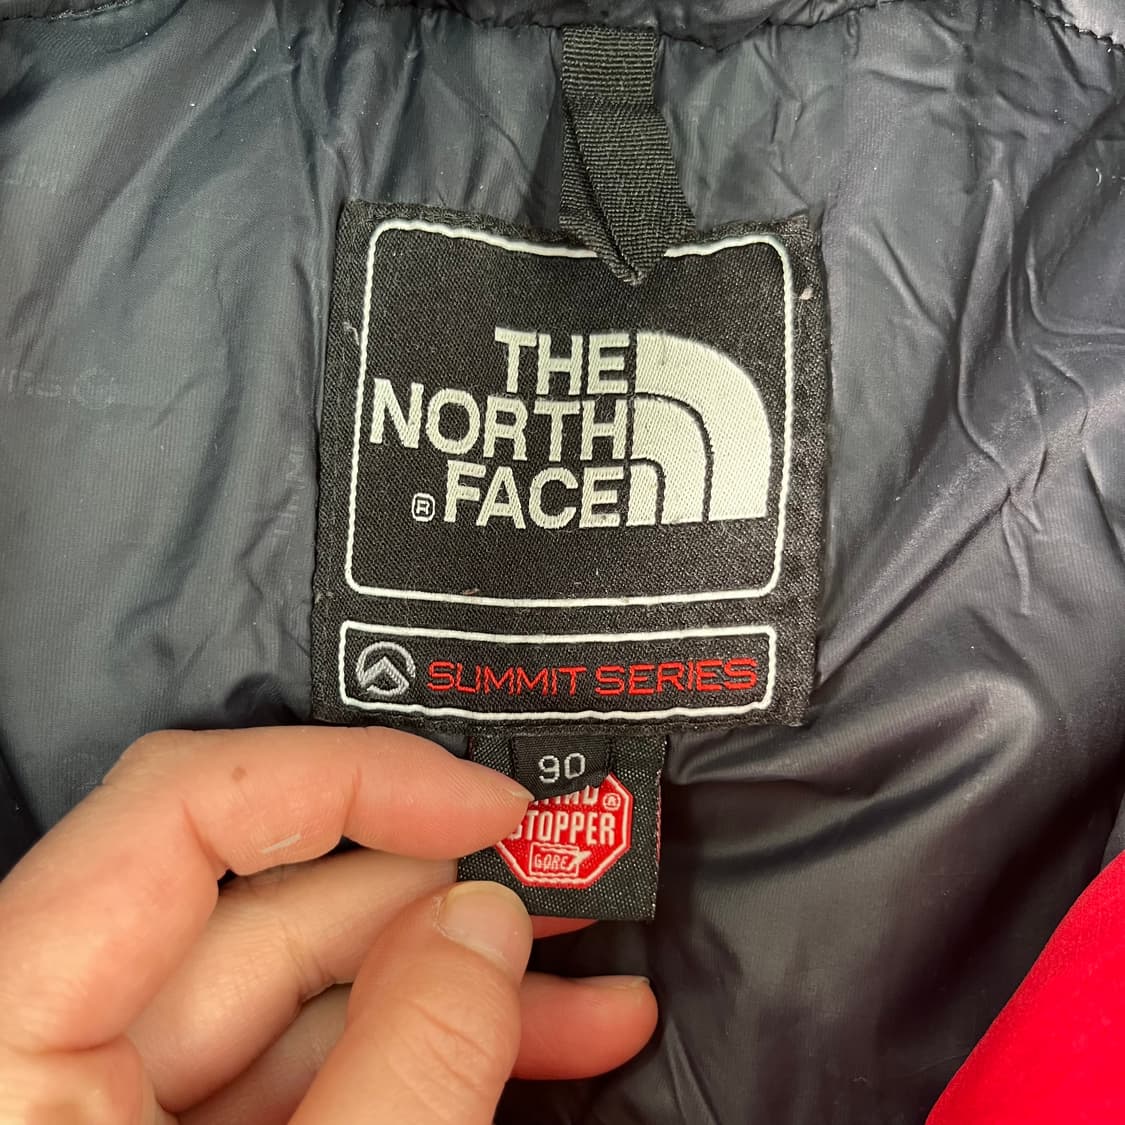 THE
NORTH
® FACE
SUMMIT SERIES
90
®
STOPPER
GORE